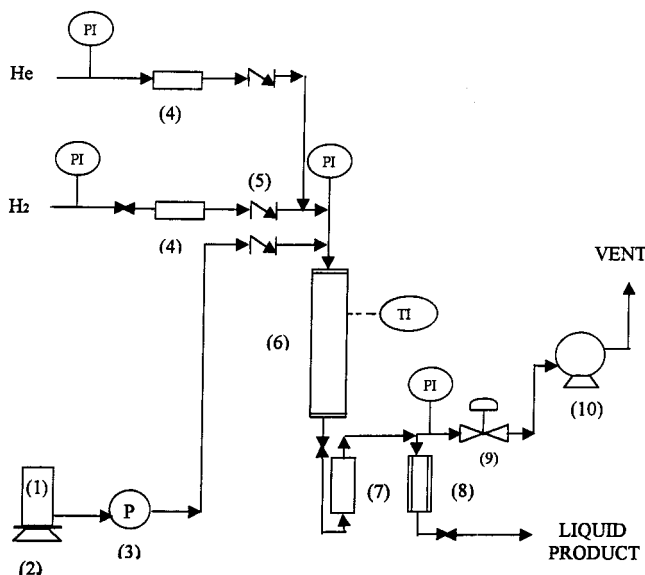 PI
He
(4)
PI
PI
(5)
H2
(4)
VENT
(6)
TI
PI
(10)
(9)
(1)
P
(7)
(8)
(2)
(3)
LIQUID
PRODUCT